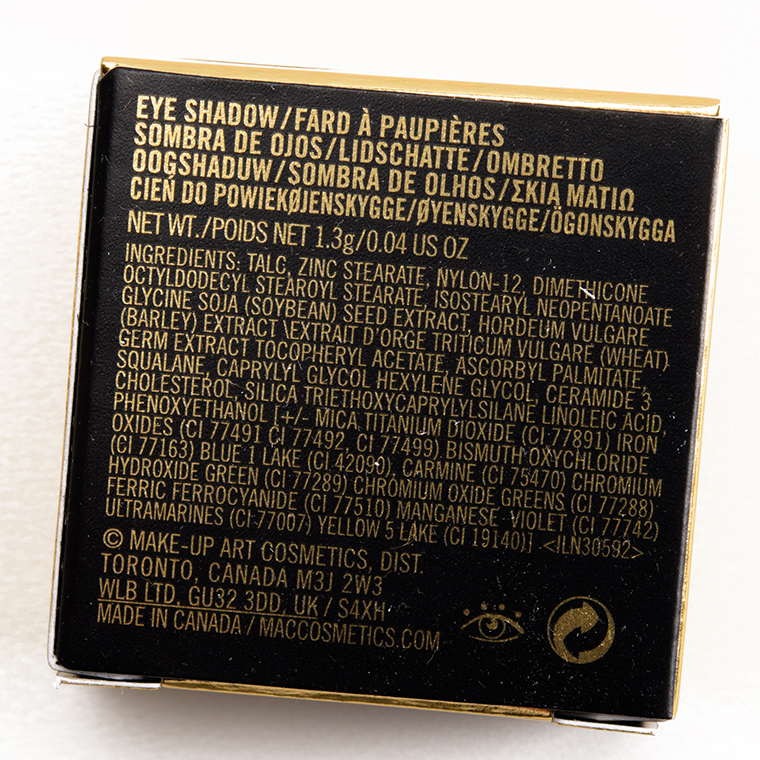 EYE SHADOW/FARD À PAUPIÈRES
SOMBRA DE OJOS/LIDSCHATTE/OMBRETTO
OOGSHADUW/SOMBRA DE OLHOS/ΣΚΙΑ ΜΑΤΙΩ
CIEŃ DO POWIEKØJENSKYGGE/ØYENSKYGGE/ÖGONSKYGGA
NET WT./POIDS NET 1.3g/0.04 US OZ
INGREDIENTS: TALC, ZINC STEARATE, NYLON-12, DIMETHICONE
OCTYLDODECYL STEAROYL STEARATE, ISOSTEARYL NEOPENTANOATE
GLYCINE SOJA (SOYBEAN) SEED EXTRACT, HORDEUM VULGARE
(BARLEY) EXTRACT \EXTRAIT D'ORGE TRITICUM VULGARE (WHEAT)
GERM EXTRACT TOCOPHERYL ACETATE, ASCORBYL PALMITATE,
SQUALANE, CAPRYLYL GLYCOL HEXYLENE GLYCOL, CERAMIDE 3
CHOLESTEROL, SILICA TRIETHOXYCAPRYLYLSILANE LINOLEIC ACID,
PHENOXYETHANOL [+/- MICA, TITANIUM DIOXIDE (CI 77891) IRON
OXIDES (CI 77491 CI 77492, CI 77499) BISMUTH OXYCHLORIDE
(CI 77163) BLUE 1 LAKE (CI 42090), CARMINE (CI 75470) CHROMIUM
HYDROXIDE GREEN (CI 77289) CHROMIUM OXIDE GREENS (CI 77288)
FERRIC FERROCYANIDE (CI 77510) MANGANESE VIOLET (CI 77742)
ULTRAMARINES (CI 77007) YELLOW 5 LAKE (CI 19140)] <ILN30592>
© MAKE-UP ART COSMETICS, DIST.
TORONTO, CANADA M3J 2W3
WLB LTD. GU32 3DD, UK / S4XH
MADE IN CANADA / MACCOSMETICS.COM